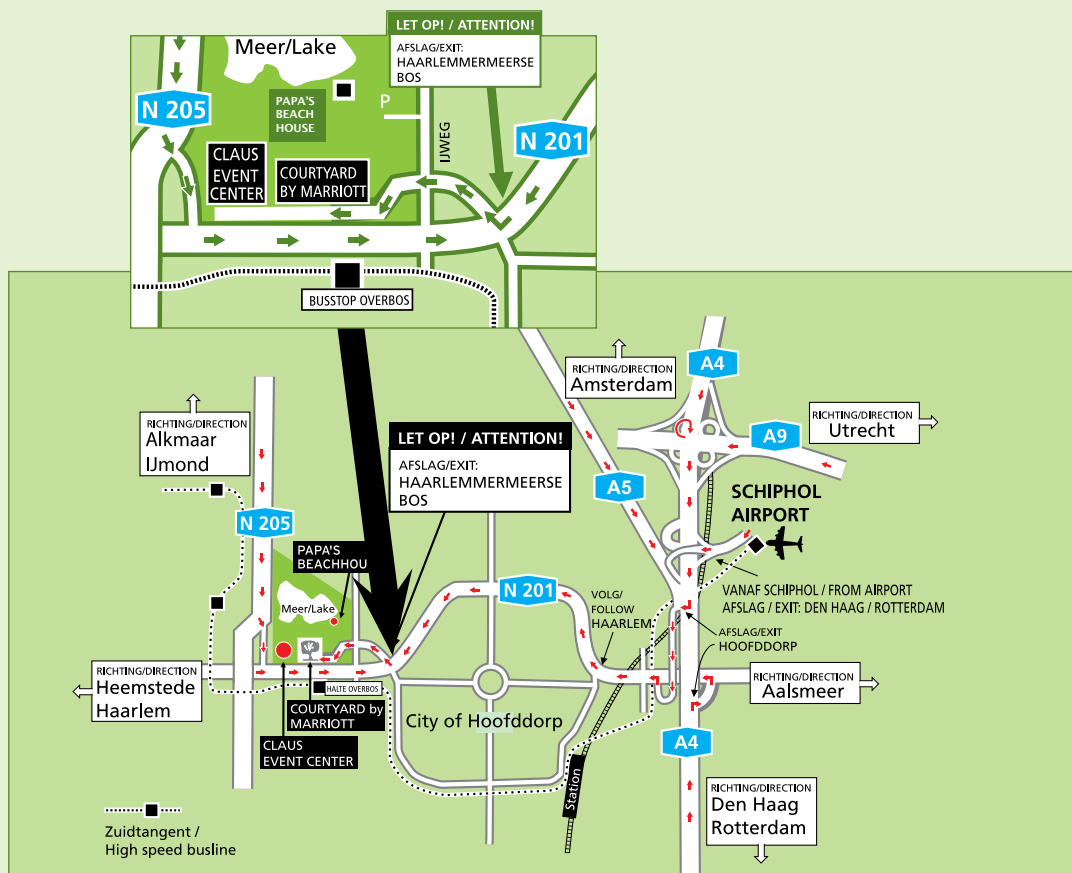 LET OP! / ATTENTION!
AFSLAG/EXIT:
HAARLEMMERMEERSE
BOS
Meer/Lake
N 205
PAPA'S
BEACH
HOUSE
P
IJWEG
N 201
CLAUS
EVENT
CENTER
COURTYARD
BY MARRIOTT
BUSSTOP OVERBOS
RICHTING/DIRECTION
Amsterdam
A4
RICHTING/DIRECTION
Alkmaar
IJmond
RICHTING/DIRECTION
Utrecht
A9
LET OP! / ATTENTION!
AFSLAG/EXIT:
HAARLEMMERMEERSE
BOS
A5
SCHIPHOL
AIRPORT
N 205
PAPA'S
BEACHHOU
Meer/Lake
N 201
VOLG/
FOLLOW
HAARLEM
VANAF SCHIPHOL / FROM AIRPORT
AFSLAG / EXIT: DEN HAAG / ROTTERDAM
AFSLAG/EXIT
HOOFDDORP
RICHTING/DIRECTION
Heemstede
Haarlem
HALTE OVERBOS
RICHTING/DIRECTION
Aalsmeer
COURTYARD by
MARRIOTT
City of Hoofddorp
CLAUS
EVENT CENTER
A4
Station
RICHTING/DIRECTION
Den Haag
Rotterdam
Zuidtangent /
High speed busline